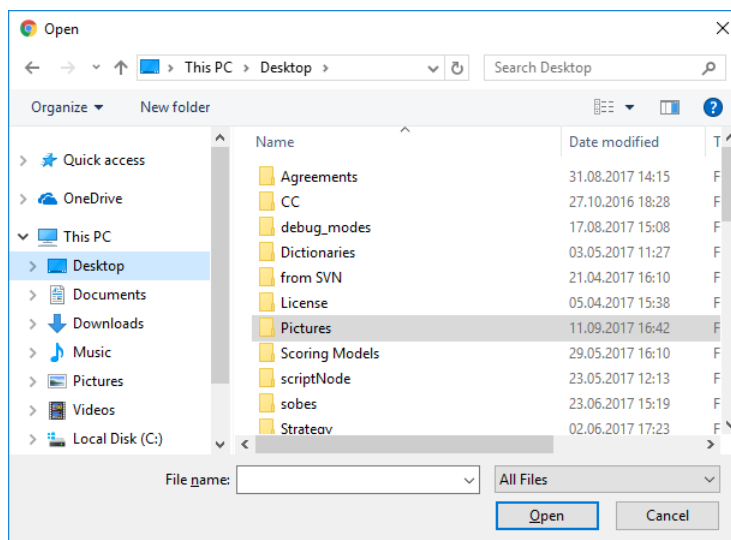 Open
This PC > Desktop >
Search Desktop
Organize
New folder
?
Name
Date modified
T
Quick access
OneDrive
This PC
Desktop
Documents
Downloads
Music
Pictures
Videos
Local Disk (C:)
Agreements 31.08.2017 14:15 F
CC 27.10.2016 18:28 F
debug_modes 17.08.2017 15:08 F
Dictionaries 03.05.2017 11:27 F
from SVN 21.04.2017 16:10 F
License 05.04.2017 15:38 F
Pictures 11.09.2017 16:42 F
Scoring Models 29.05.2017 16:10 F
scriptNode 23.05.2017 12:13 F
sobes 23.06.2017 15:19 F
Strategy 02.06.2017 17:23 F
File name:
All Files
Open
Cancel